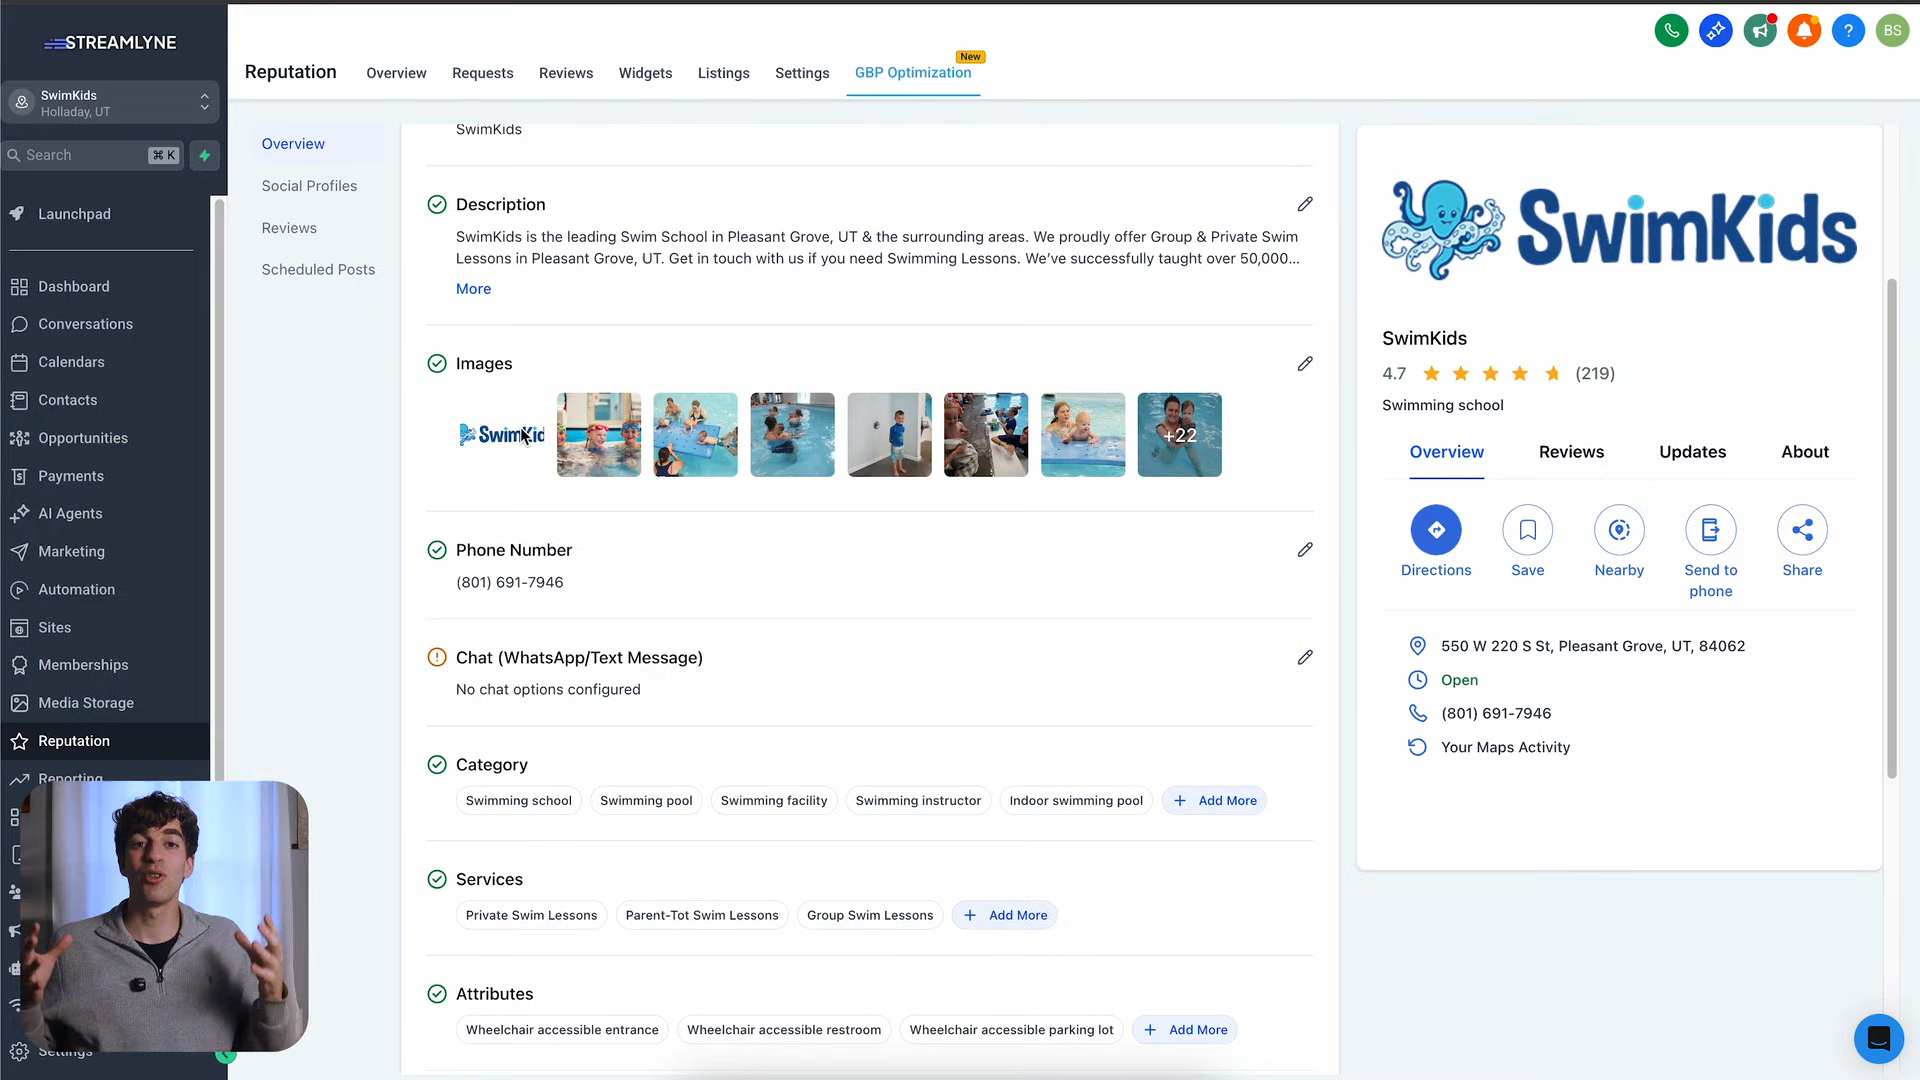 STREAMLYNE
SwimKids
Holladay, UT
Search
⌘ K
Launchpad
Dashboard
Conversations
Calendars
Contacts
Opportunities
Payments
AI Agents
Marketing
Automation
Sites
Memberships
Media Storage
Reputation
Reporting
Settings
Reputation
Overview
Requests
Reviews
Widgets
Listings
Settings
GBP Optimization
New
BS
Overview
Social Profiles
Reviews
Scheduled Posts
SwimKids
Description
SwimKids is the leading Swim School in Pleasant Grove, UT & the surrounding areas. We proudly offer Group & Private Swim
Lessons in Pleasant Grove, UT. Get in touch with us if you need Swimming Lessons. We’ve successfully taught over 50,000...
More
Images
SwimKid
+22
Phone Number
(801) 691-7946
Chat (WhatsApp/Text Message)
No chat options configured
Category
Swimming school
Swimming pool
Swimming facility
Swimming instructor
Indoor swimming pool
+ Add More
Services
Private Swim Lessons
Parent-Tot Swim Lessons
Group Swim Lessons
+ Add More
Attributes
Wheelchair accessible entrance
Wheelchair accessible restroom
Wheelchair accessible parking lot
+ Add More
SwimKids
SwimKids
4.7
(219)
Swimming school
Overview
Reviews
Updates
About
Directions
Save
Nearby
Send to
phone
Share
550 W 220 S St, Pleasant Grove, UT, 84062
Open
(801) 691-7946
Your Maps Activity